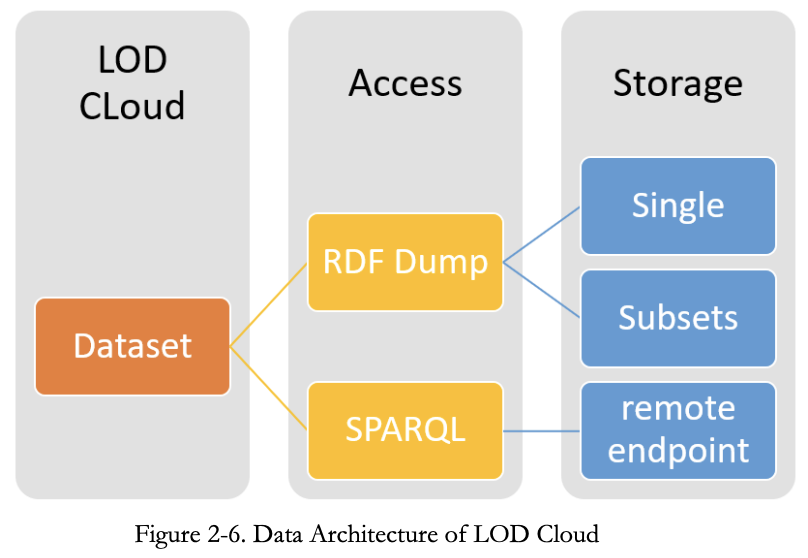 LOD
CLoud
Access
Storage
Dataset
RDF Dump
SPARQL
Single
Subsets
remote
endpoint
Figure 2-6. Data Architecture of LOD Cloud